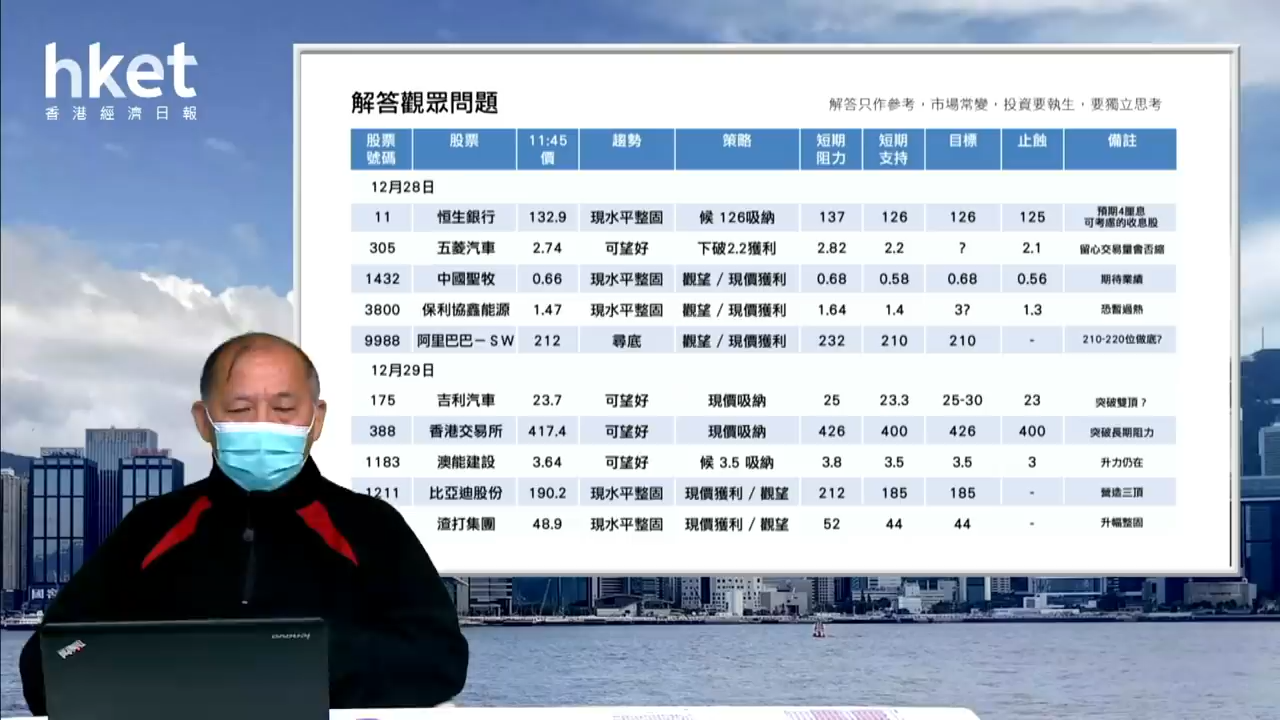 hket
香港經濟日報
解答觀眾問題
解答只作參考，市場常變，投資要執生，要獨立思考
股票號碼 股票 11:45價 趨勢 策略 短期阻力 短期支持 目標 止蝕 備註
12月28日
11 恒生銀行 132.9 現水平整固 候 126吸納 137 126 126 125 預期4厘息 可考慮的收息股
305 五菱汽車 2.74 可望好 下破2.2獲利 2.82 2.2 ? 2.1 留心交易量會否縮
1432 中國聖牧 0.66 現水平整固 觀望 / 現價獲利 0.68 0.58 0.68 0.56 期待業績
3800 保利協鑫能源 1.47 現水平整固 觀望 / 現價獲利 1.64 1.4 3? 1.3 恐暫過熱
9988 阿里巴巴－ＳＷ 212 尋底 觀望 / 現價獲利 232 210 210 - 210-220位做底?
12月29日
175 吉利汽車 23.7 可望好 現價吸納 25 23.3 25-30 23 突破雙頂？
388 香港交易所 417.4 可望好 現價吸納 426 400 426 400 突破長期阻力
1183 澳能建設 3.64 可望好 候 3.5 吸納 3.8 3.5 3.5 3 升力仍在
1211 比亞迪股份 190.2 現水平整固 現價獲利 / 觀望 212 185 185 - 營造三頂
渣打集團 48.9 現水平整固 現價獲利 / 觀望 52 44 44 - 升幅整固
lenovo